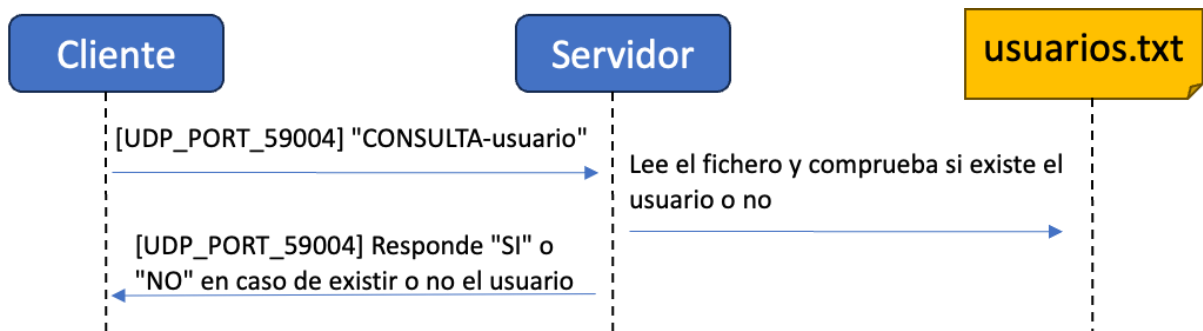 Cliente
Servidor
usuarios.txt
[UDP_PORT_59004] "CONSULTA-usuario"
Lee el fichero y comprueba si existe el
usuario o no
[UDP_PORT_59004] Responde "SI" o
"NO" en caso de existir o no el usuario